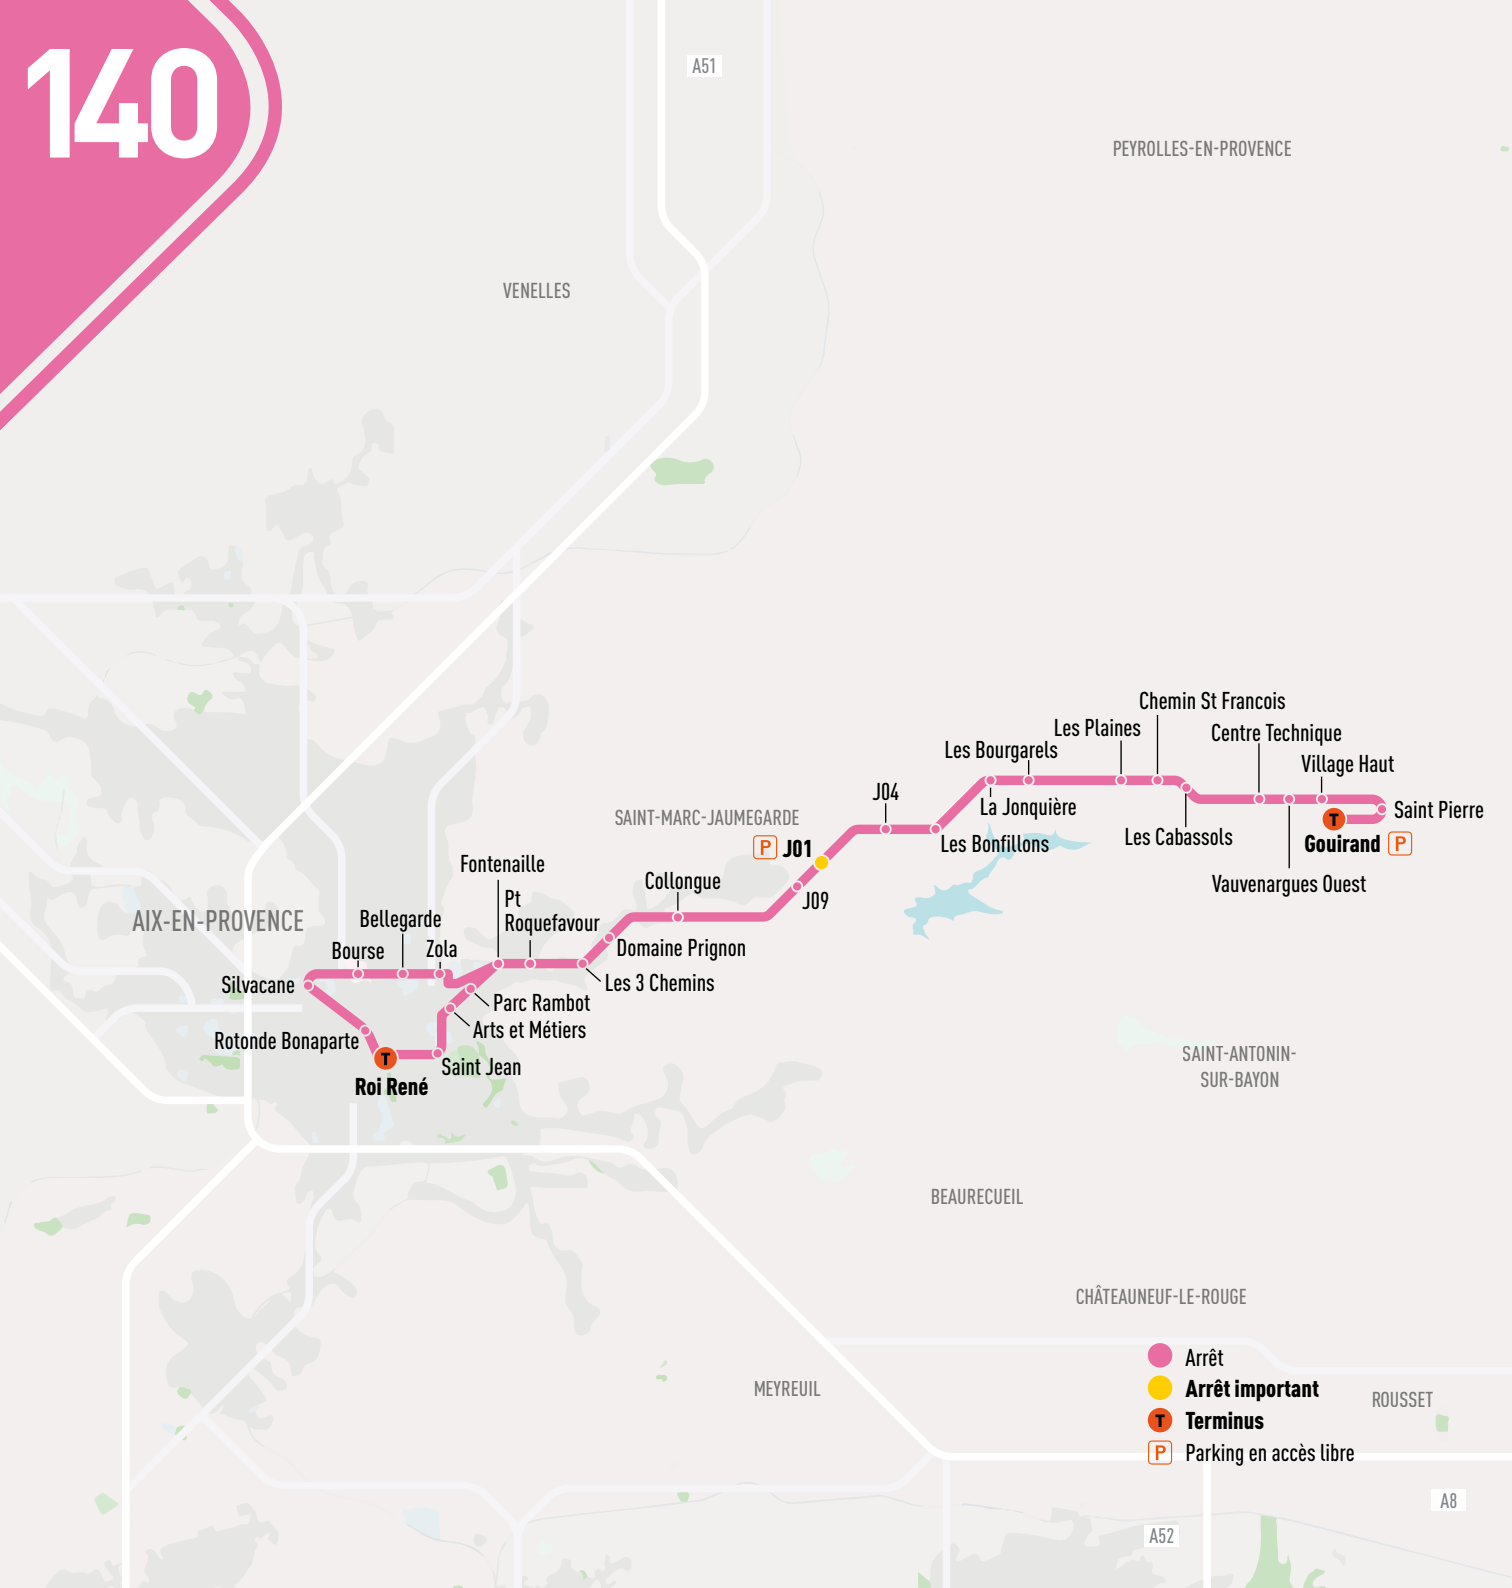 140
A51
PEYROLLES-EN-PROVENCE
VENELLES
Chemin St Francois
Les Plaines
Centre Technique
Les Bourgarels
Village Haut
J04
La Jonquière
Saint Pierre
SAINT-MARC-JAUMEGARDE
Les Cabassols
T
Gouirand P
P J01
Les Bonfillons
Fontenaille
Collongue
Vauvenargues Ouest
Pt
Roquefavour
J09
AIX-EN-PROVENCE
Bellegarde
Bourse
Zola
Domaine Prignon
Silvacane
Les 3 Chemins
Parc Rambot
Arts et Métiers
Rotonde Bonaparte
T
Saint Jean
Roi René
SAINT-ANTONIN-
SUR-BAYON
BEAURECUEIL
CHÂTEAUNEUF-LE-ROUGE
MEYREUIL
ROUSSET
Arrêt
Arrêt important
T Terminus
P Parking en accès libre
A8
A52